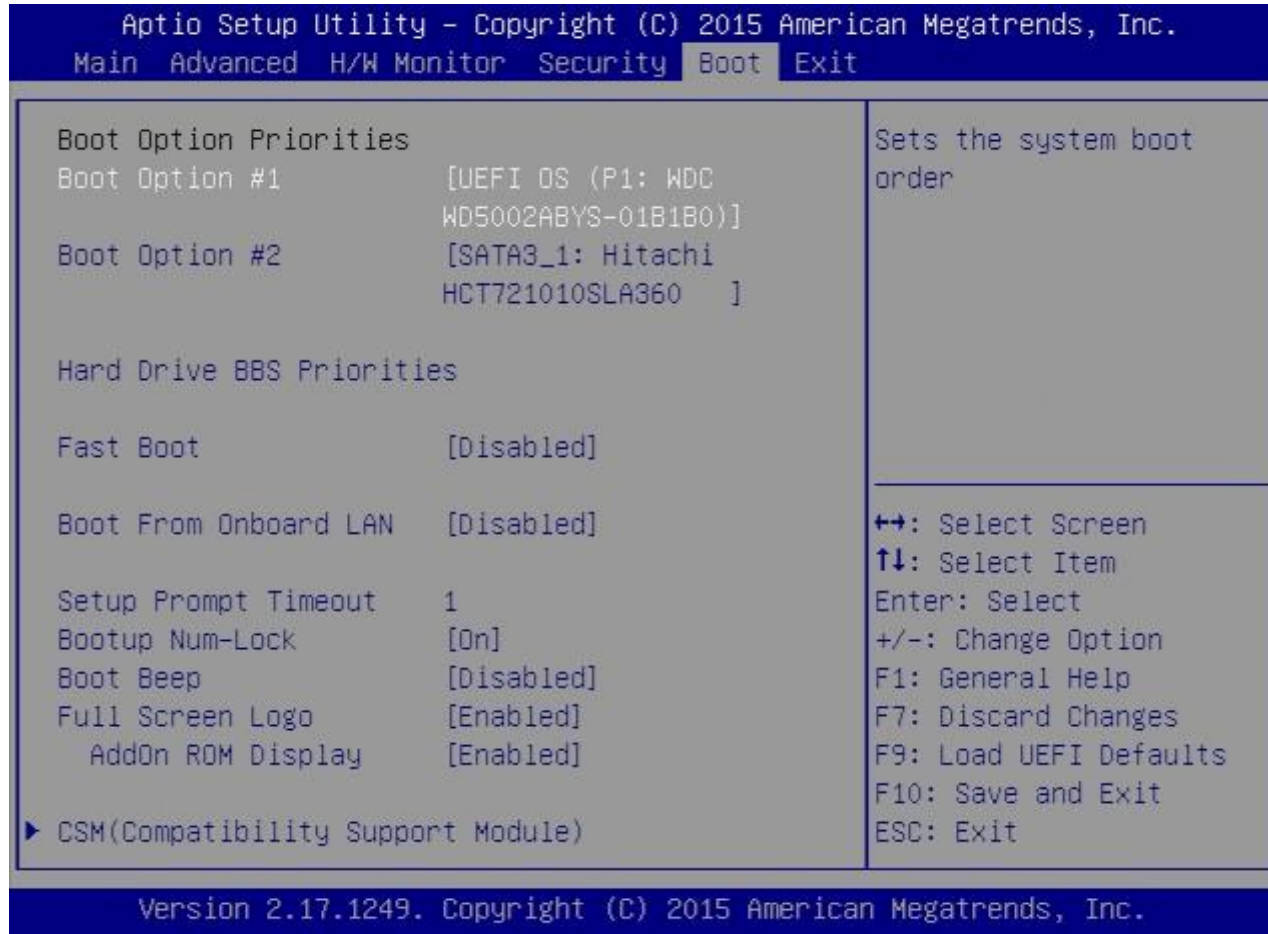 Aptio Setup Utility – Copyright (C) 2015 American Megatrends, Inc.
Main Advanced H/W Monitor Security Boot Exit
Boot Option Priorities
Boot Option #1 [UEFI OS (P1: WDC
WD5002ABYS-01B1B0)]
Boot Option #2 [SATA3_1: Hitachi
HCT721010SLA360 ]
Hard Drive BBS Priorities
Fast Boot [Disabled]
Boot From Onboard LAN [Disabled]
Setup Prompt Timeout 1
Bootup Num-Lock [On]
Boot Beep [Disabled]
Full Screen Logo [Enabled]
AddOn ROM Display [Enabled]
CSM(Compatibility Support Module)
Sets the system boot
order
↔: Select Screen
↑↓: Select Item
Enter: Select
+/-: Change Option
F1: General Help
F7: Discard Changes
F9: Load UEFI Defaults
F10: Save and Exit
ESC: Exit
Version 2.17.1249. Copyright (C) 2015 American Megatrends, Inc.